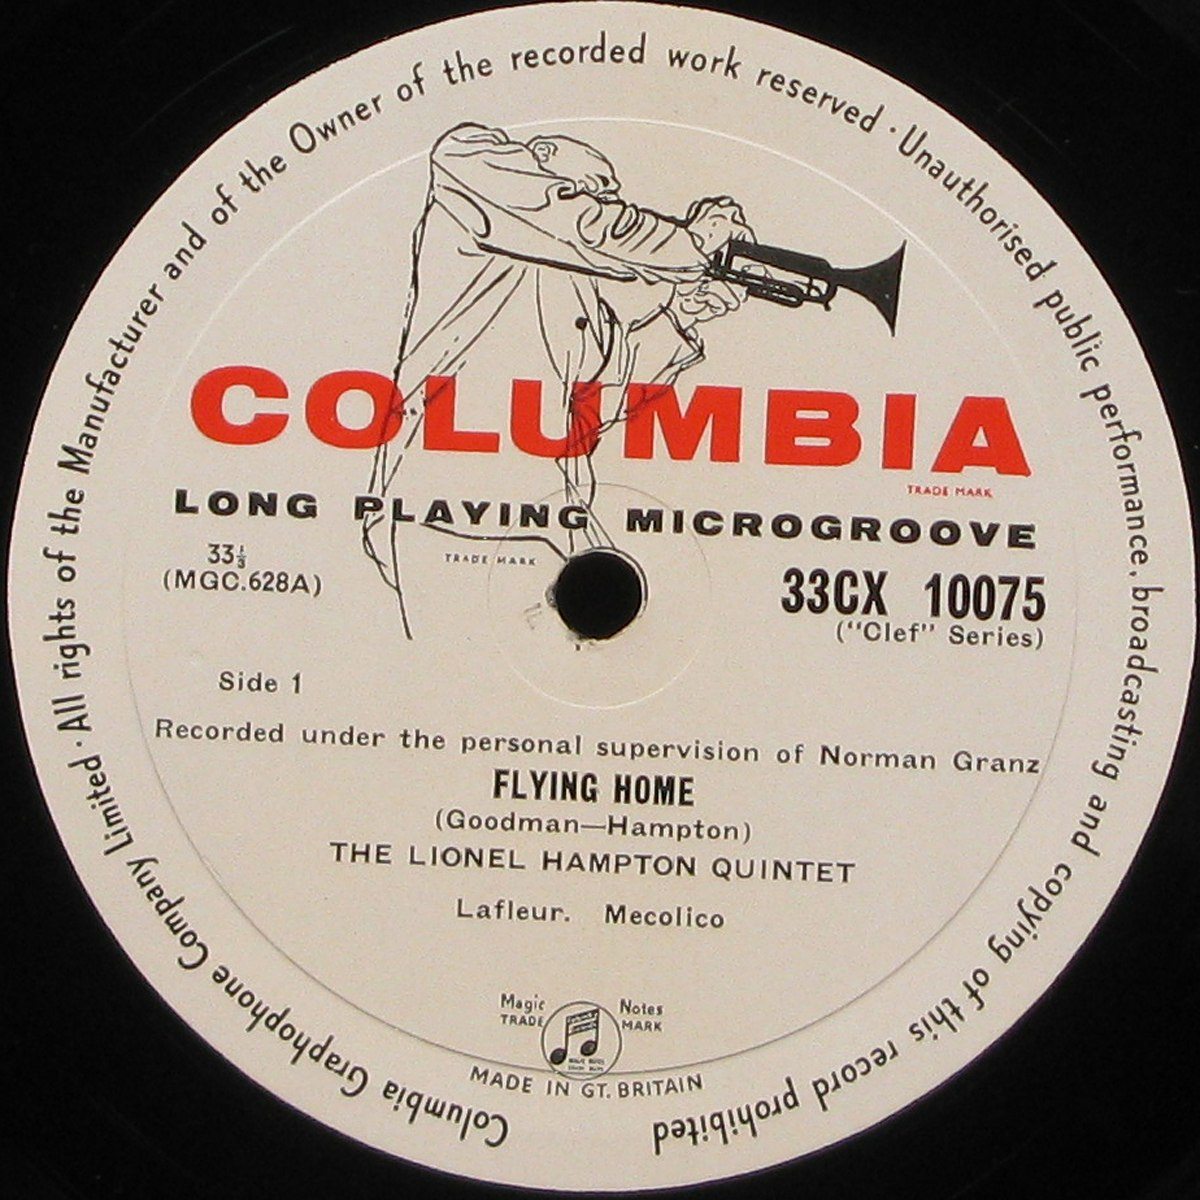 Columbia Graphophone Company Limited · All rights of the Manufacturer and of the Owner of the recorded work reserved · Unauthorised public performance, broadcasting and copying of this record prohibited
COLUMBIA
TRADE MARK
LONG PLAYING MICROGROOVE
TRADE MARK
33⅓
(MGC.628A)
33CX 10075
("Clef" Series)
Side 1
Recorded under the personal supervision of Norman Granz
FLYING HOME
(Goodman—Hampton)
THE LIONEL HAMPTON QUINTET
Lafleur. Mecolico
Magic Notes
TRADE MARK
MADE IN GT. BRITAIN